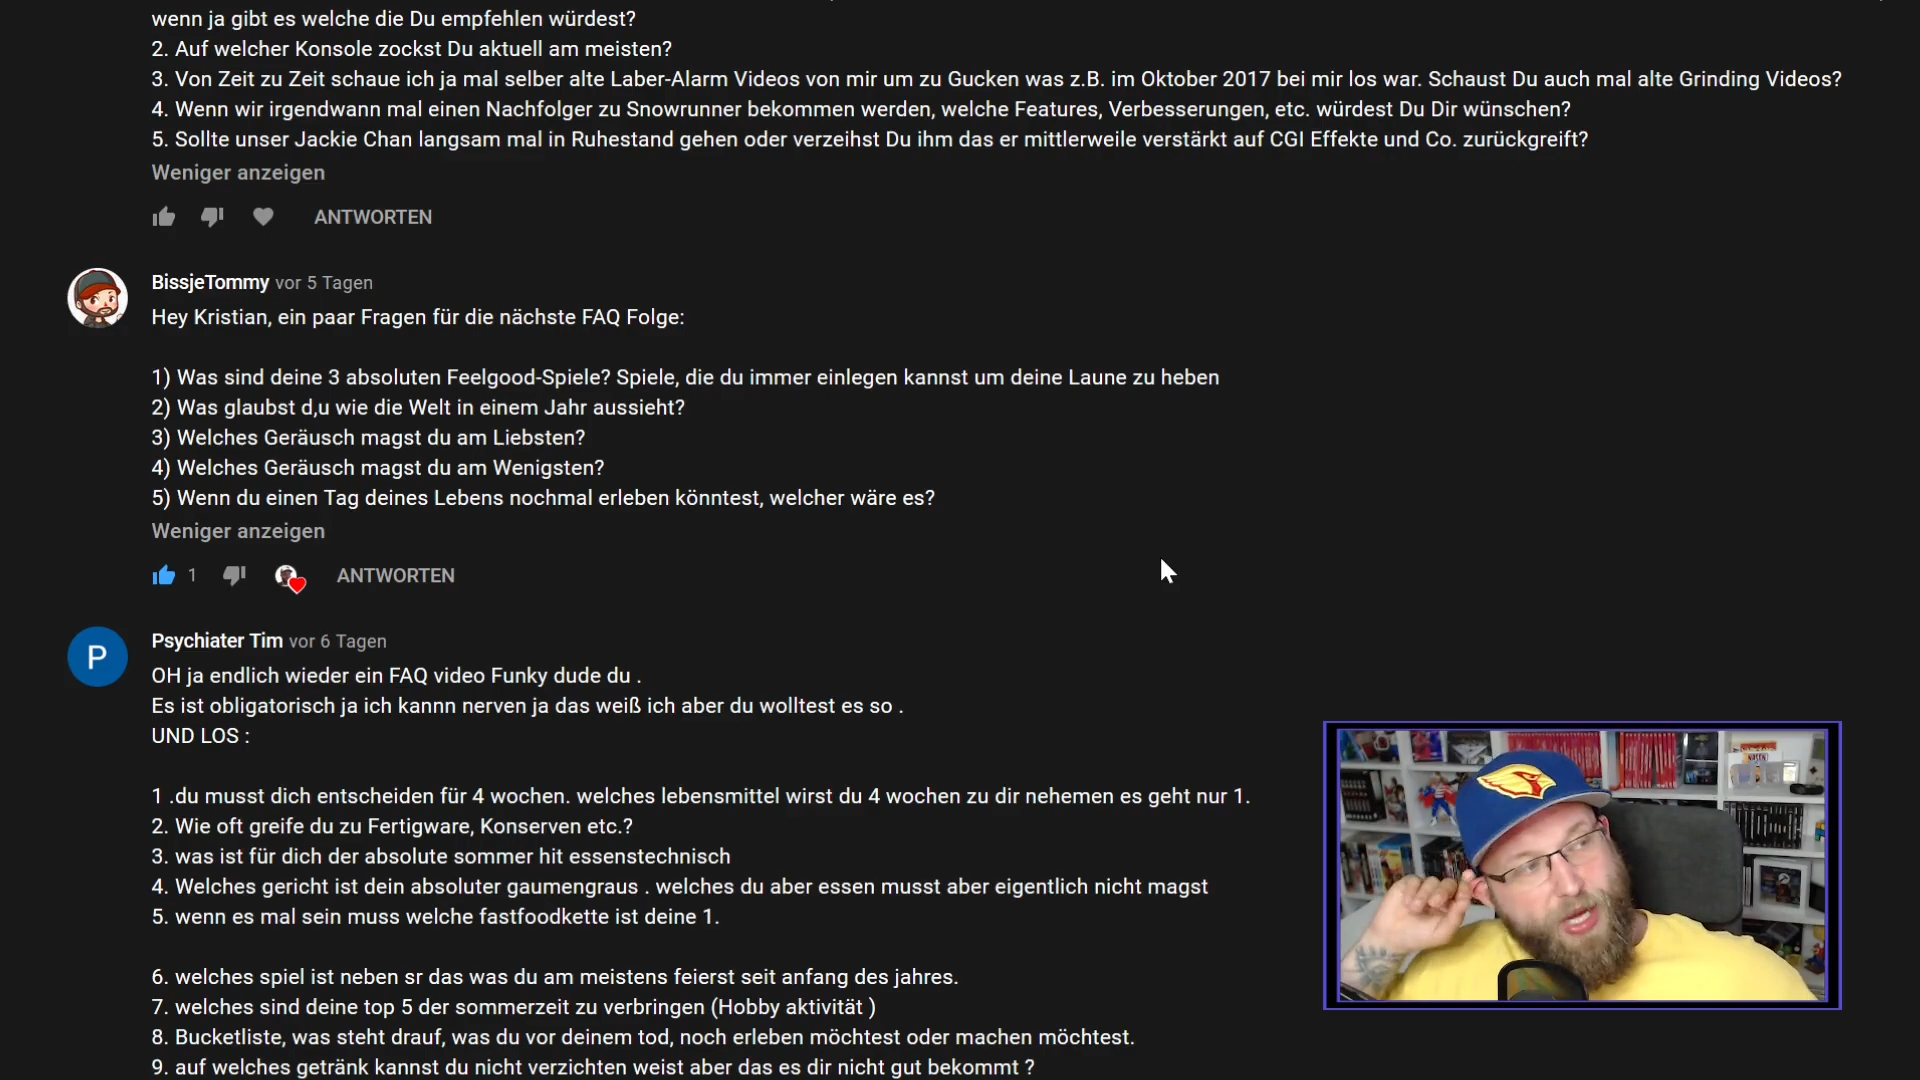 wenn ja gibt es welche die Du empfehlen würdest?
2. Auf welcher Konsole zockst Du aktuell am meisten?
3. Von Zeit zu Zeit schaue ich ja mal selber alte Laber-Alarm Videos von mir um zu Gucken was z.B. im Oktober 2017 bei mir los war. Schaust Du auch mal alte Grinding Videos?
4. Wenn wir irgendwann mal einen Nachfolger zu Snowrunner bekommen werden, welche Features, Verbesserungen, etc. würdest Du Dir wünschen?
5. Sollte unser Jackie Chan langsam mal in Ruhestand gehen oder verzeihst Du ihm das er mittlerweile verstärkt auf CGI Effekte und Co. zurückgreift?
Weniger anzeigen
ANTWORTEN
BissjeTommy vor 5 Tagen
Hey Kristian, ein paar Fragen für die nächste FAQ Folge:
1) Was sind deine 3 absoluten Feelgood-Spiele? Spiele, die du immer einlegen kannst um deine Laune zu heben
2) Was glaubst d,u wie die Welt in einem Jahr aussieht?
3) Welches Geräusch magst du am Liebsten?
4) Welches Geräusch magst du am Wenigsten?
5) Wenn du einen Tag deines Lebens nochmal erleben könntest, welcher wäre es?
Weniger anzeigen
1 ANTWORTEN
P
Psychiater Tim vor 6 Tagen
OH ja endlich wieder ein FAQ video Funky dude du .
Es ist obligatorisch ja ich kannn nerven ja das weiß ich aber du wolltest es so .
UND LOS :
1 .du musst dich entscheiden für 4 wochen. welches lebensmittel wirst du 4 wochen zu dir nehemen es geht nur 1.
2. Wie oft greife du zu Fertigware, Konserven etc.?
3. was ist für dich der absolute sommer hit essenstechnisch
4. Welches gericht ist dein absoluter gaumengraus . welches du aber essen musst aber eigentlich nicht magst
5. wenn es mal sein muss welche fastfoodkette ist deine 1.
6. welches spiel ist neben sr das was du am meistens feierst seit anfang des jahres.
7. welches sind deine top 5 der sommerzeit zu verbringen (Hobby aktivität )
8. Bucketliste, was steht drauf, was du vor deinem tod, noch erleben möchtest oder machen möchtest.
9. auf welches getränk kannst du nicht verzichten weist aber das es dir nicht gut bekommt ?